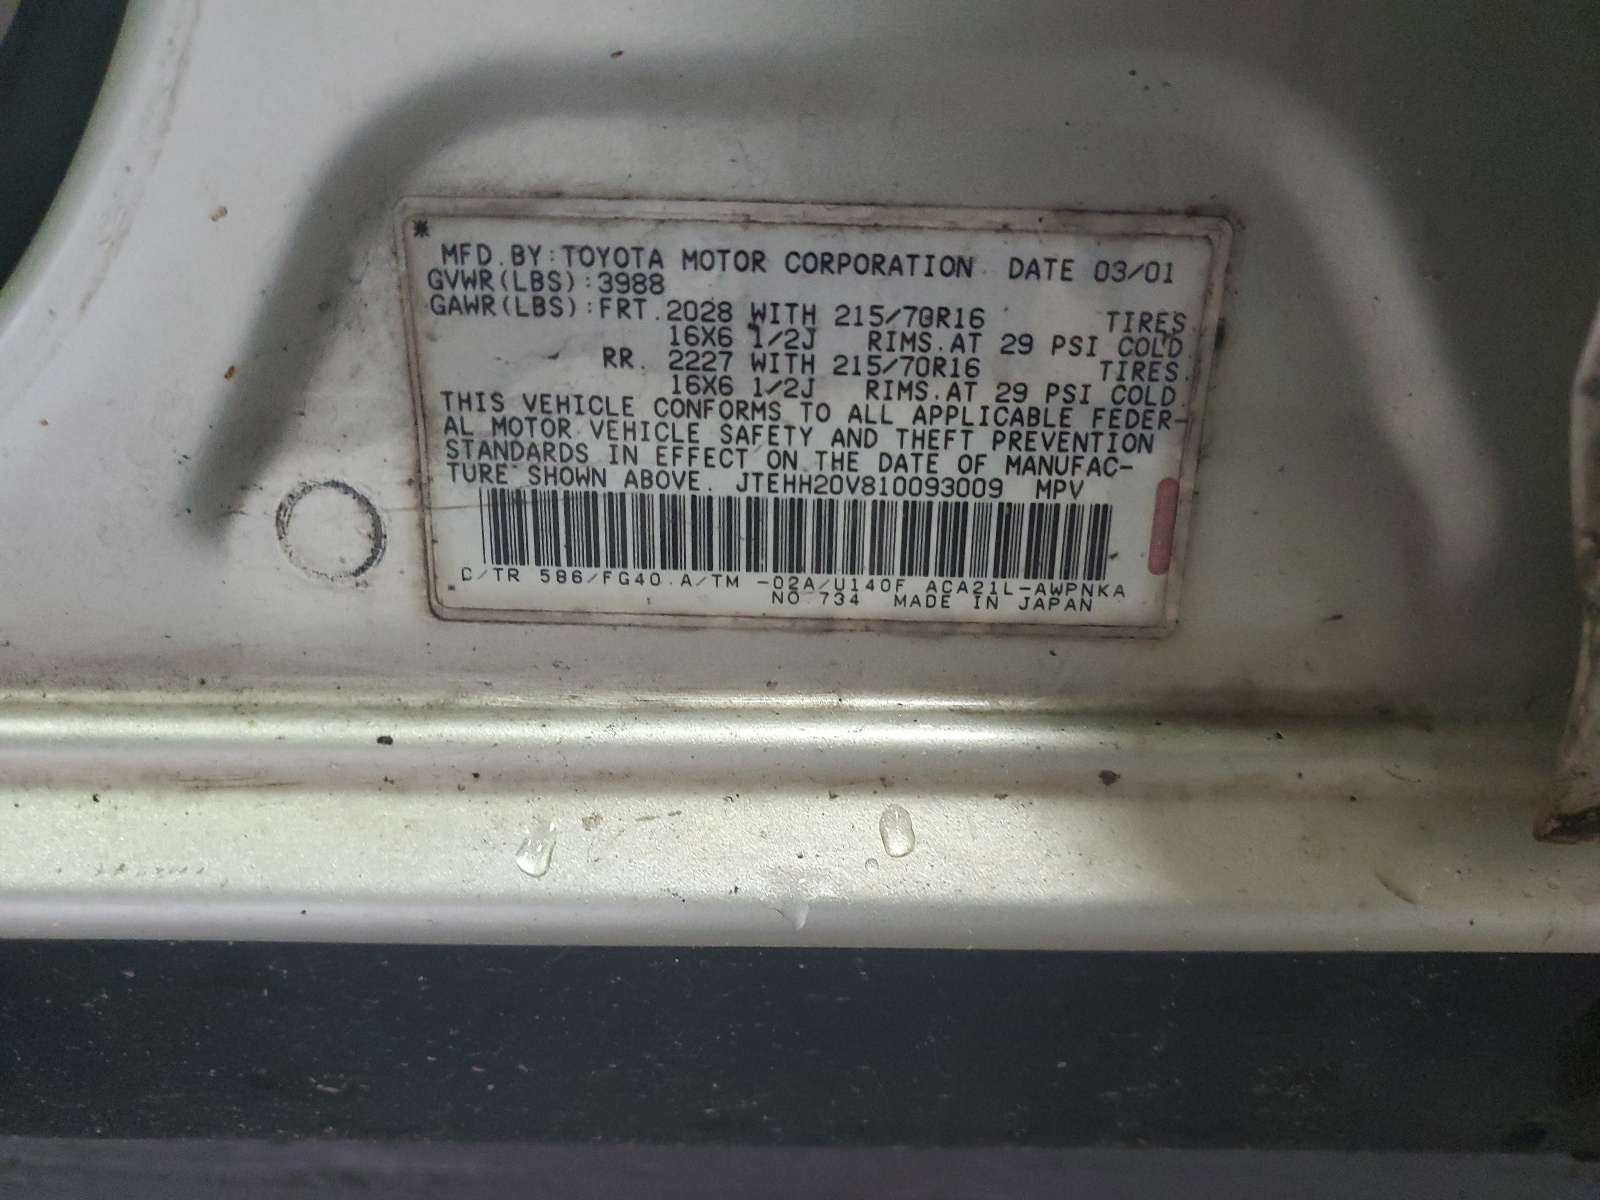 MFD. BY: TOYOTA MOTOR CORPORATION DATE 03/01
GVWR(LBS):3988
GAWR(LBS):FRT. 2028 WITH 215/70R16 TIRES
16X6 1/2J RIMS.AT 29 PSI COLD
RR. 2227 WITH 215/70R16 TIRES
16X6 1/2J RIMS.AT 29 PSI COLD
THIS VEHICLE CONFORMS TO ALL APPLICABLE FEDER-
AL MOTOR VEHICLE SAFETY AND THEFT PREVENTION
STANDARDS IN EFFECT ON THE DATE OF MANUFAC-
TURE SHOWN ABOVE. JTEHH20V810093009 MPV
C/TR 586/FG40 A/TM -02A/U140F ACA21L-AWPNKA
NO 734 MADE IN JAPAN